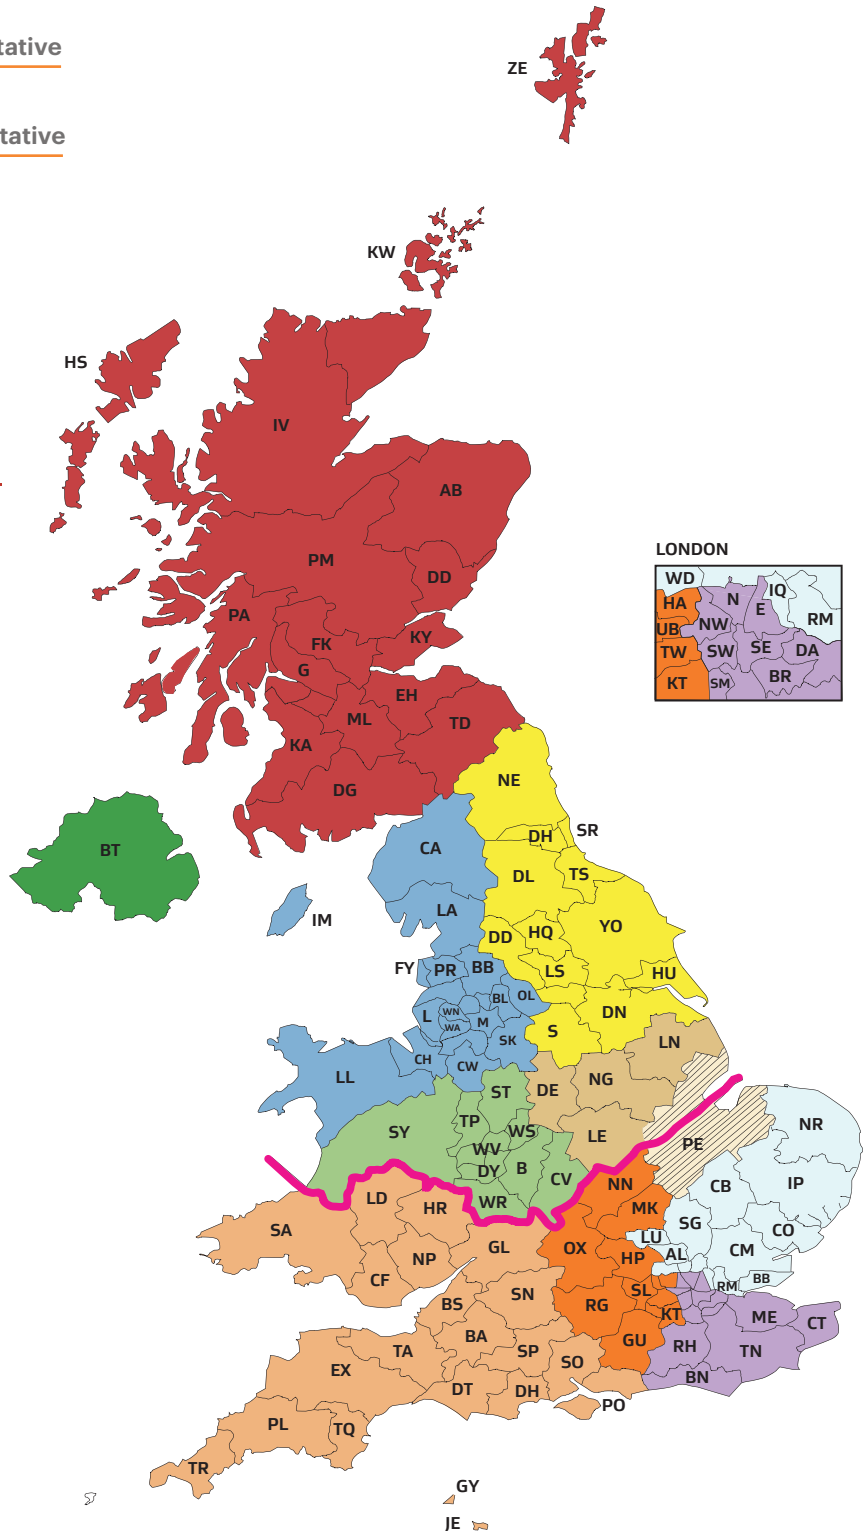 tative
tative
ZE
KW
HS
IV
AB
PM
DD
PA
FK
KY
G
EH
ML
TD
KA
DG
LONDON
WD
IQ
HA
N
E
RM
UB
NW
TW
SW
SE
DA
KT
SM
BR
NE
SR
DH
BT
CA
DL
TS
IM
LA
YO
DD
HQ
FY
PR
BB
LS
HU
BL
OL
L
WN
M
DN
WA
S
SK
LN
CH
CW
LL
ST
DE
NG
TP
SY
WS
LE
NR
PE
WV
DY
B
CV
NN
CB
IP
LD
HR
WR
MK
SG
CO
SA
LU
GL
OX
HP
AL
CM
NP
CF
SL
RM
BB
SN
BS
RG
KT
ME
CT
BA
GU
TA
SP
SO
RH
TN
EX
BN
DT
DH
PO
PL
TQ
TR
GY
JE